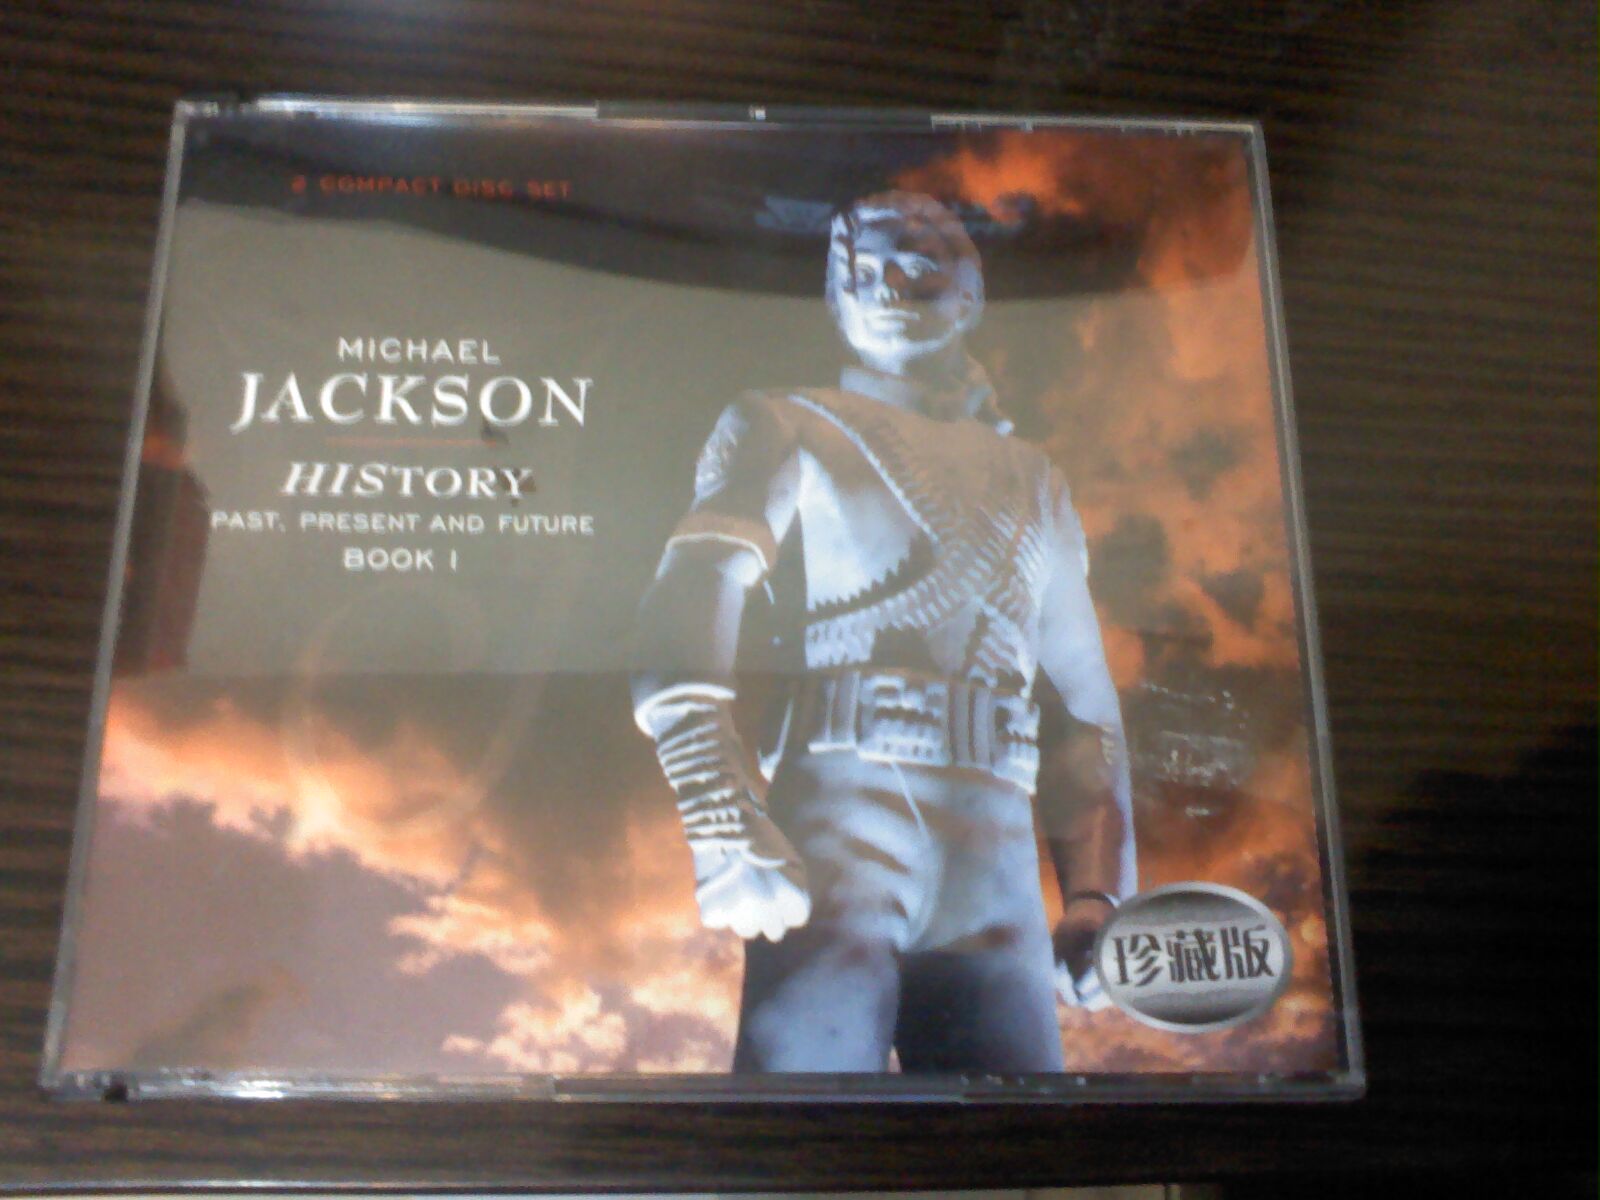 2 COMPACT DISC SET
MICHAEL
JACKSON
HISTORY
PAST, PRESENT AND FUTURE
BOOK I
珍藏版